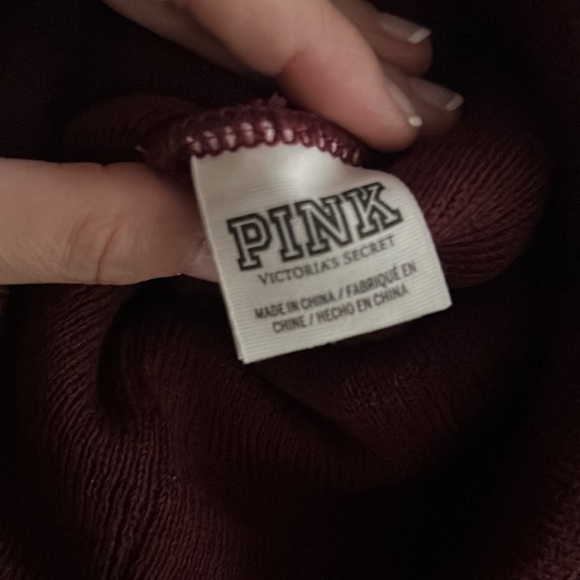 PINK
VICTORIA'S SECRET
MADE IN CHINA / FABRIQUÉ EN
CHINE / HECHO EN CHINA